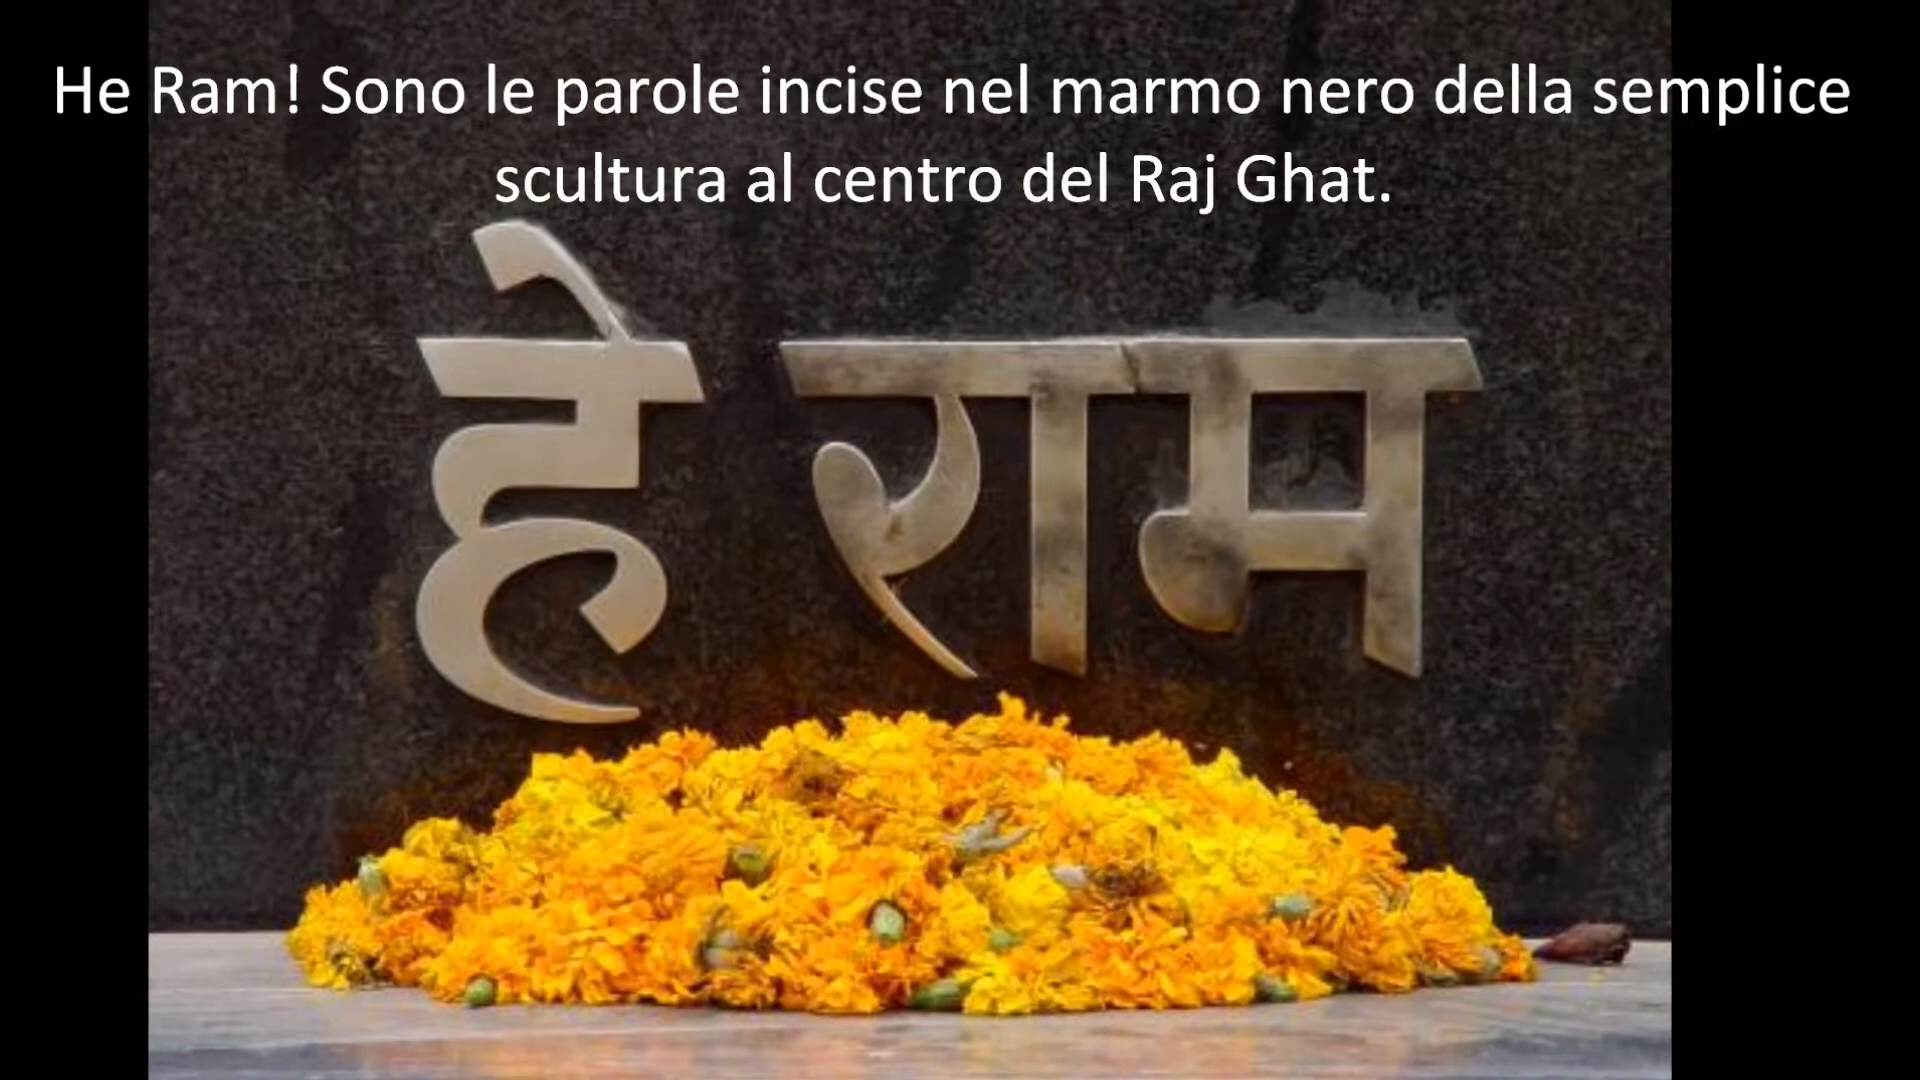 He Ram! Sono le parole incise nel marmo nero della semplice
scultura al centro del Raj Ghat.
हे राम